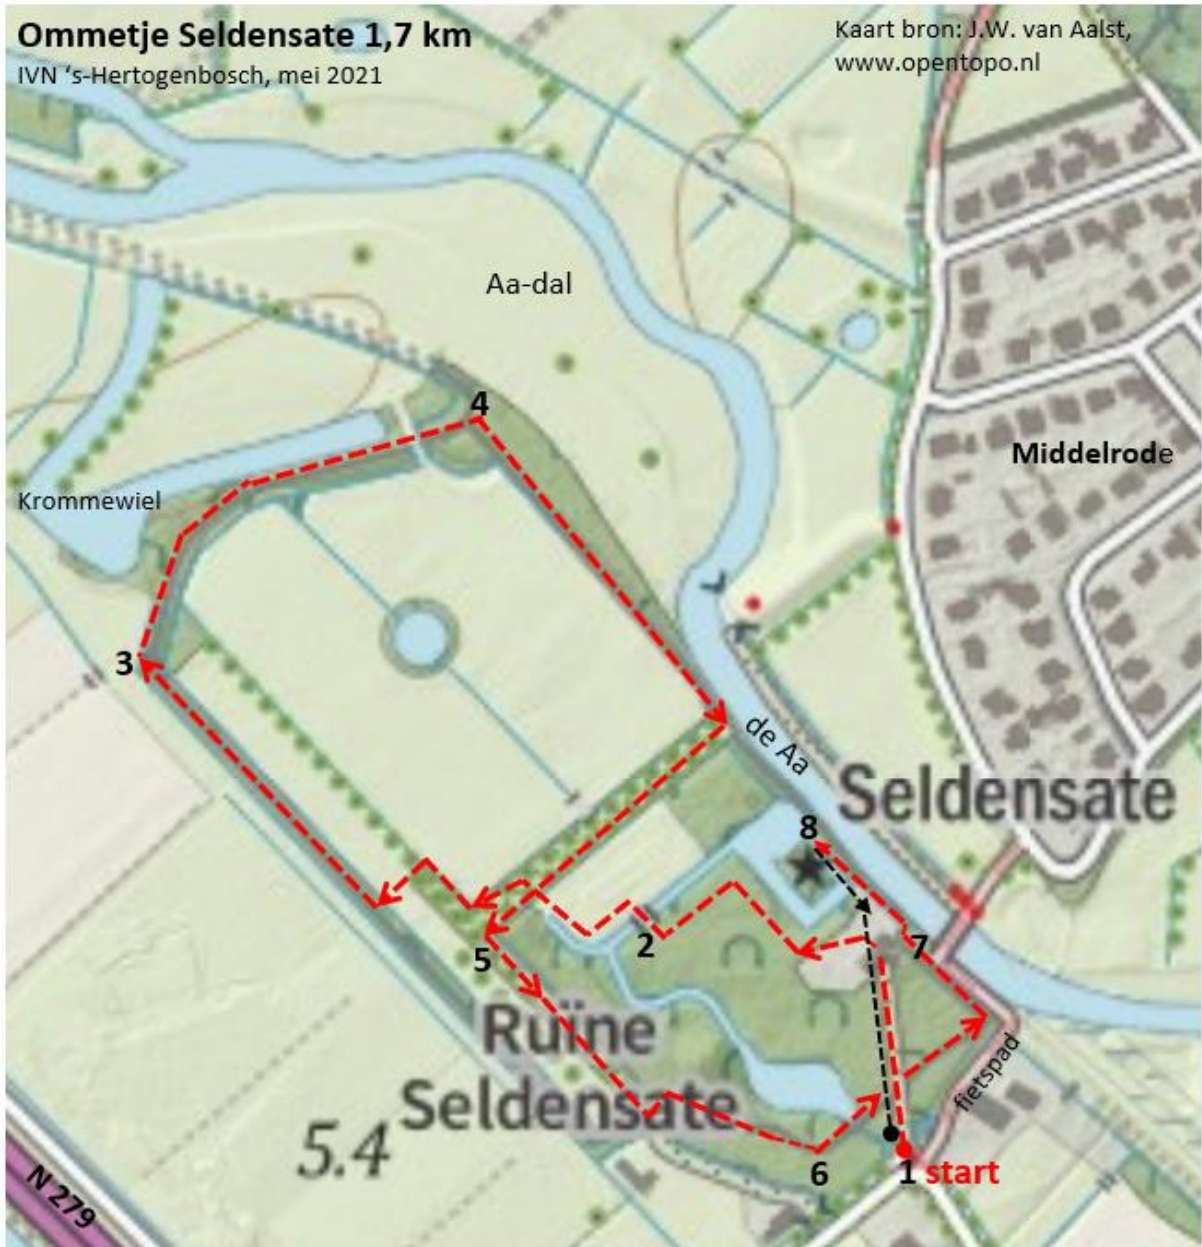 Ommetje Seldensate 1,7 km
IVN ‘s-Hertogenbosch, mei 2021
Kaart bron: J.W. van Aalst,
www.opentopo.nl
Aa-dal
4
Middelrode
Krommewiel
3
de Aa
Seldensate
8
2
7
5
Ruïne
Seldensate
fietspad
5.4
6
1 start
N 279